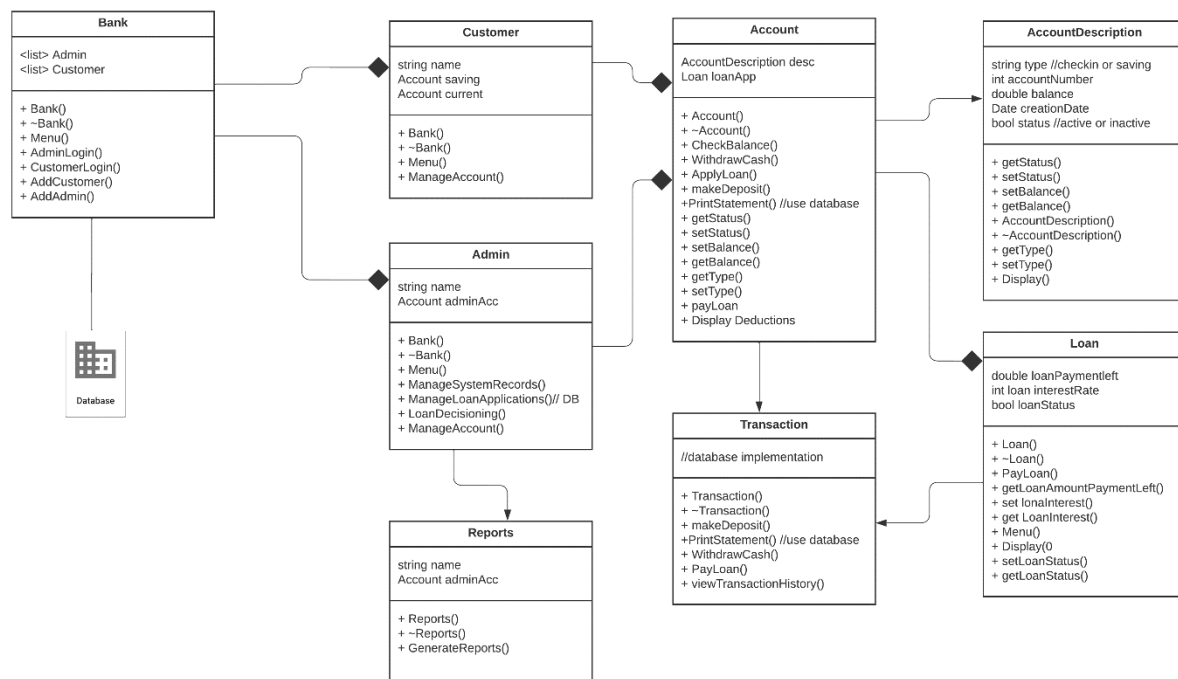 Bank
<list> Admin
<list> Customer
+ Bank()
+ ~Bank()
+ Menu()
+ AdminLogin()
+ CustomerLogin()
+ AddCustomer()
+ AddAdmin()
Database
Customer
string name
Account saving
Account current
+ Bank()
+ ~Bank()
+ Menu()
+ ManageAccount()
Admin
string name
Account adminAcc
+ Bank()
+ ~Bank()
+ Menu()
+ ManageSystemRecords()
+ ManageLoanApplications()// DB
+ LoanDecisioning()
+ ManageAccount()
Reports
string name
Account adminAcc
+ Reports()
+ ~Reports()
+ GenerateReports()
Account
AccountDescription desc
Loan loanApp
+ Account()
+ ~Account()
+ CheckBalance()
+ WithdrawCash()
+ ApplyLoan()
+ makeDeposit()
+PrintStatement() //use database
+ getStatus()
+ setStatus()
+ setBalance()
+ getBalance()
+ getType()
+ setType()
+ payLoan
+ Display Deductions
Transaction
//database implementation
+ Transaction()
+ ~Transaction()
+ makeDeposit()
+PrintStatement() //use database
+ WithdrawCash()
+ PayLoan()
+ viewTransactionHistory()
AccountDescription
string type //checkin or saving
int accountNumber
double balance
Date creationDate
bool status //active or inactive
+ getStatus()
+ setStatus()
+ setBalance()
+ getBalance()
+ AccountDescription()
+ ~AccountDescription()
+ getType()
+ setType()
+ Display()
Loan
double loanPaymentleft
int loan interestRate
bool loanStatus
+ Loan()
+ ~Loan()
+ PayLoan()
+ getLoanAmountPaymentLeft()
+ set lonaInterest()
+ get LoanInterest()
+ Menu()
+ Display(0
+ setLoanStatus()
+ getLoanStatus()